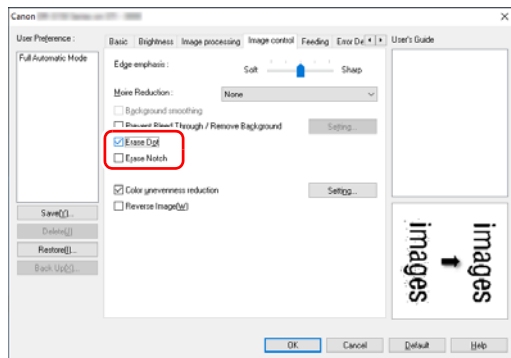 Canon
User Preference :
Full Automatic Mode
Save(Y)...
Delete(J)
Restore(I)...
Back Up(K)...
Basic Brightness Image processing Image control Feeding Error De
Edge emphasis :
Soft Sharp
Moire Reduction : None
Background smoothing
Prevent Bleed Through / Remove Background Setting...
Erase Dot
Erase Notch
Color unevenness reduction Setting...
Reverse Image(W)
User's Guide
images images
OK Cancel Default Help